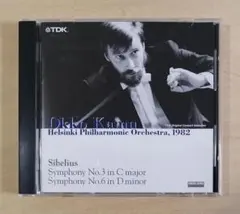 TDK
Okko Kamu
Helsinki Philharmonic Orchestra, 1982
Sibelius
Symphony No.3 in C major
Symphony No.6 in D minor